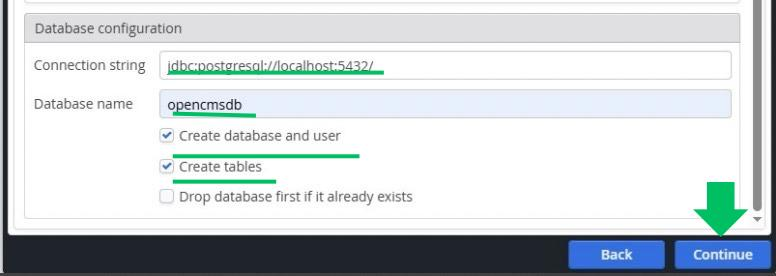 Database configuration
Connection string jdbc:postgresql://localhost:5432/
Database name opencmsdb
Create database and user
Create tables
Drop database first if it already exists
Back Continue